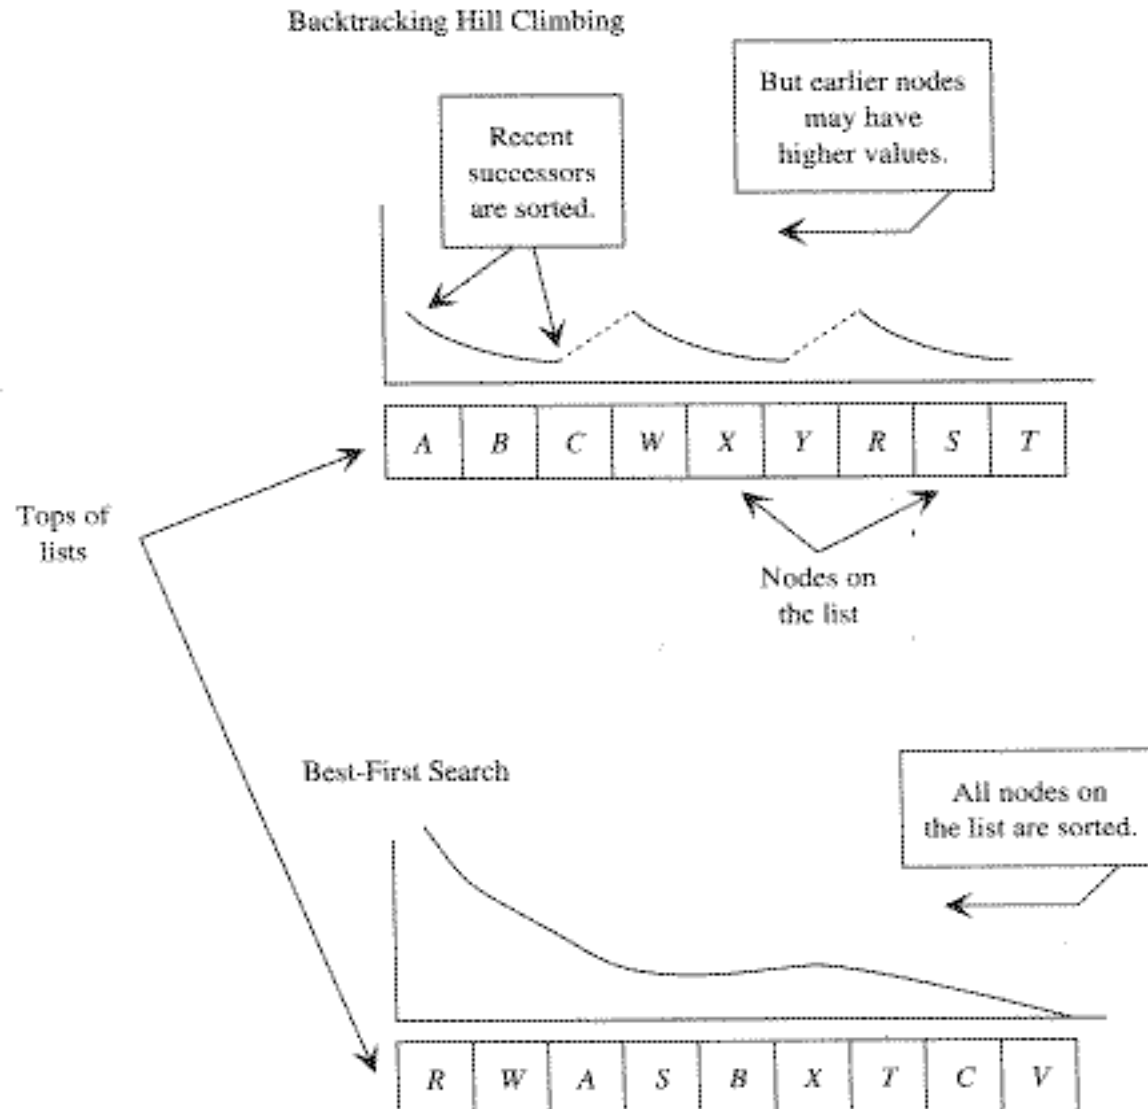 Backtracking Hill Climbing
But earlier nodes
may have
higher values.
Recent
successors
are sorted.
A B C W X Y R S T
Tops of
lists
Nodes on
the list
Best-First Search
All nodes on
the list are sorted.
R W A S B X T C V